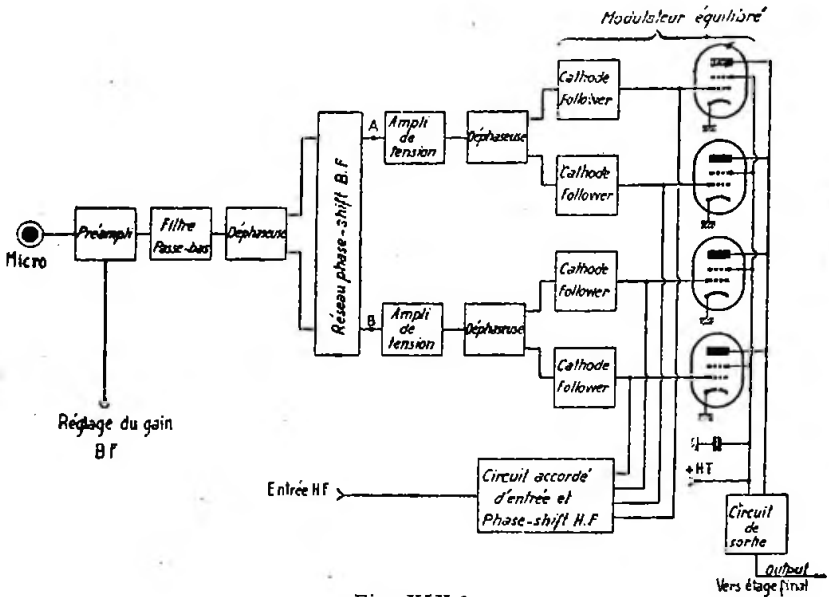 Modulateur équilibré
Cathode
Follower
Cathode
Follower
A
Ampli
de
tension
Déphaseuse
Micro
Préampli
Filtre
Passe-bas
Déphaseuse
Réseau phase-shift B.F
Cathode
Follower
B
Ampli
de
tension
Déphaseuse
Cathode
Follower
Réglage du gain
BF
Entrée HF
Circuit accordé
d'entrée et
Phase-shift H.F
+HT
Circuit
de
sortie
output
Vers étage final